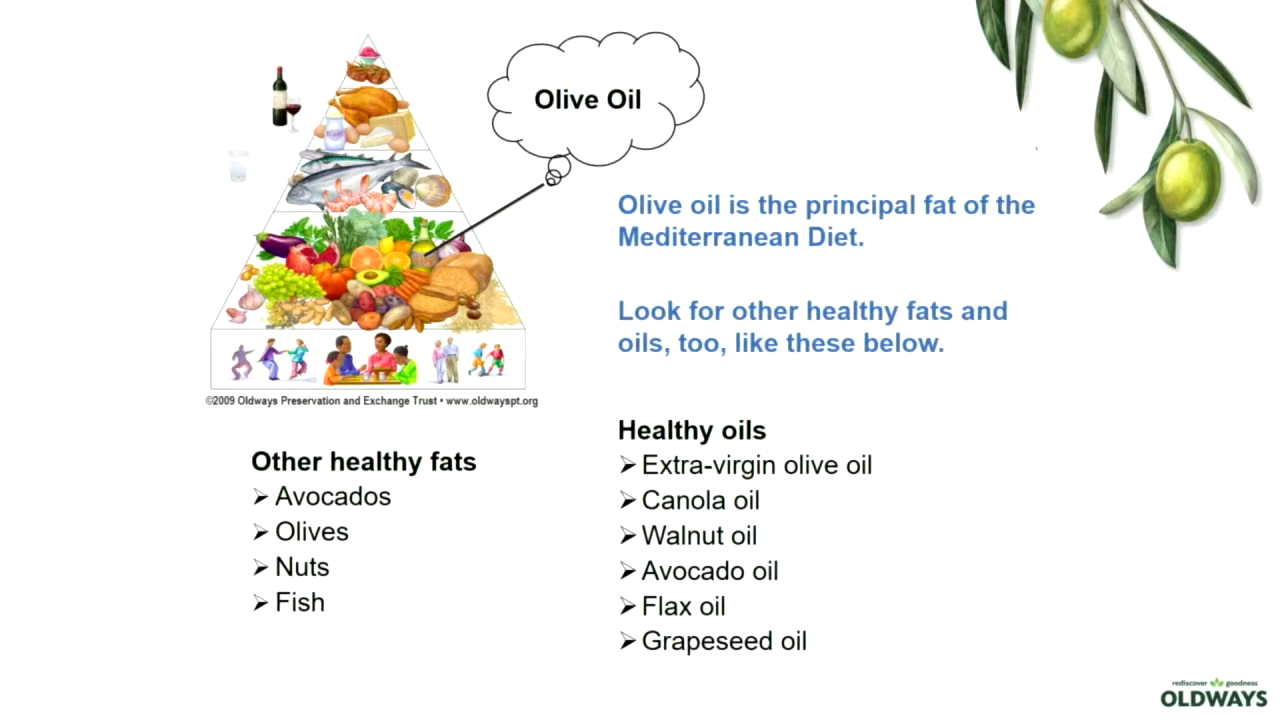 Olive Oil
Olive oil is the principal fat of the
Mediterranean Diet.
Look for other healthy fats and
oils, too, like these below.
©2009 Oldways Preservation and Exchange Trust • www.oldwayspt.org
Other healthy fats
➢ Avocados
➢ Olives
➢ Nuts
➢ Fish
Healthy oils
➢ Extra-virgin olive oil
➢ Canola oil
➢ Walnut oil
➢ Avocado oil
➢ Flax oil
➢ Grapeseed oil
rediscover goodness
OLDWAYS